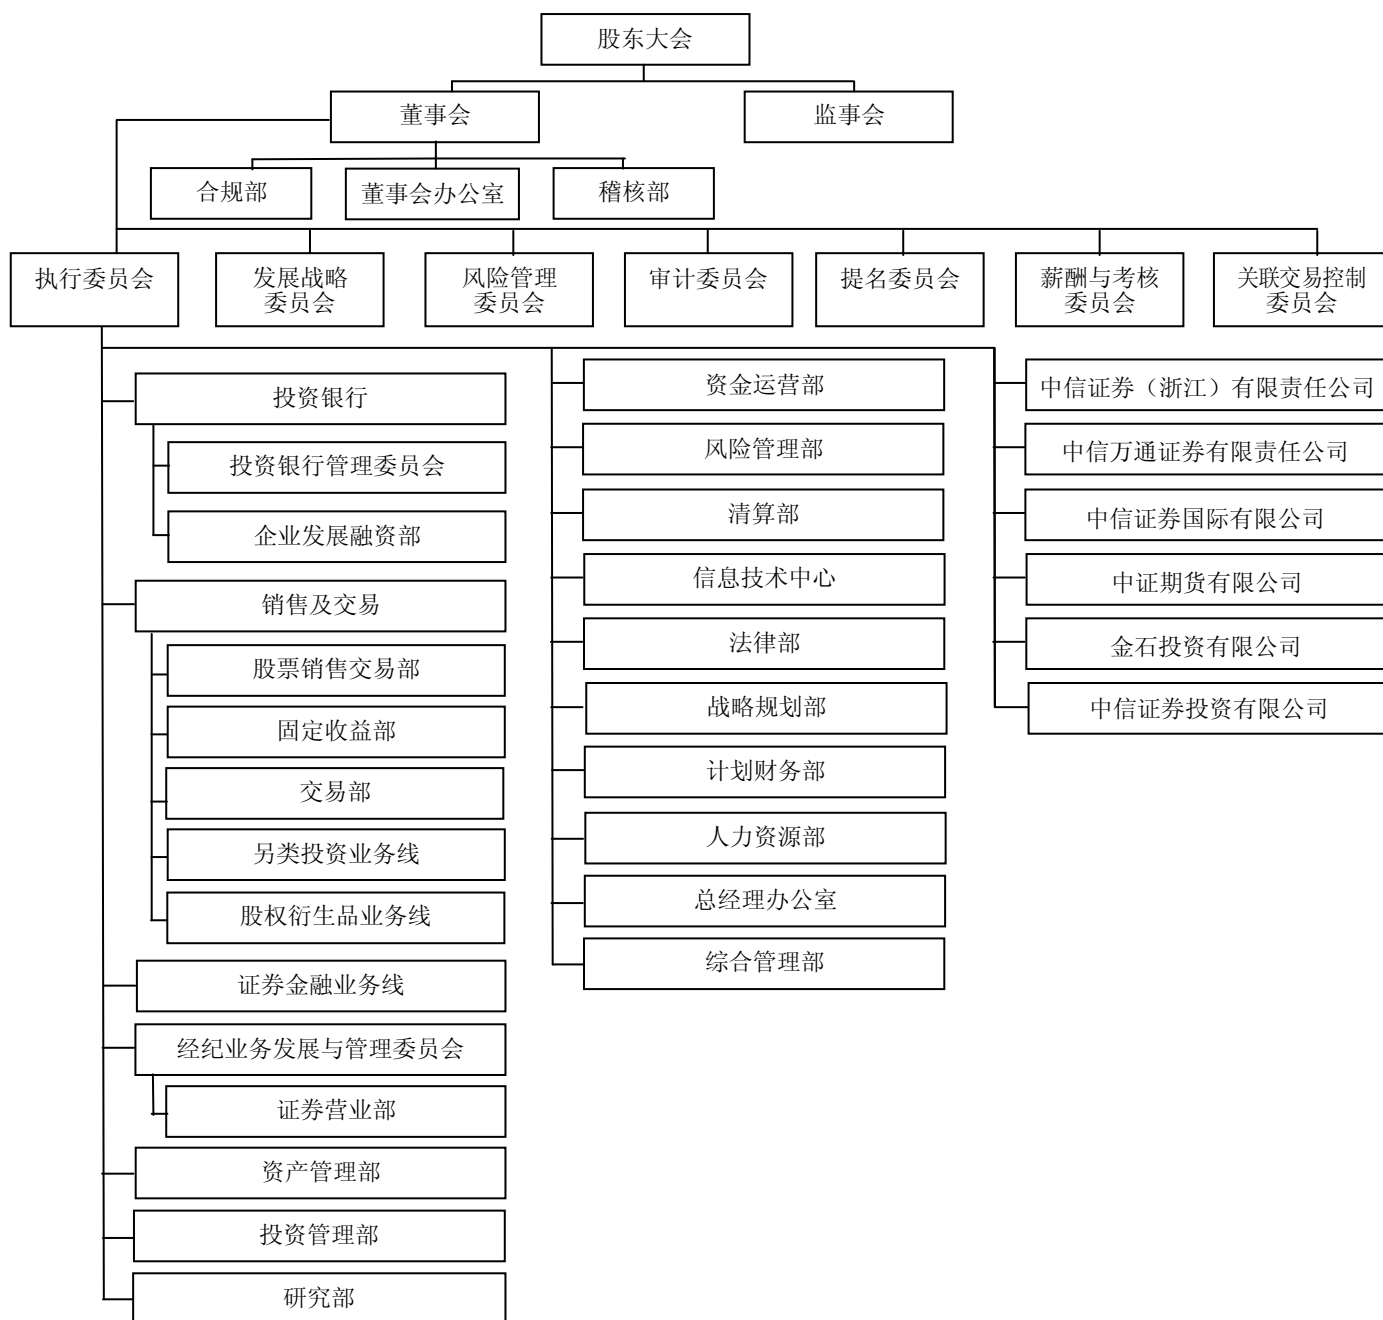 股东大会
董事会
监事会
合规部
董事会办公室
稽核部
执行委员会
发展战略
委员会
风险管理
委员会
审计委员会
提名委员会
薪酬与考核
委员会
关联交易控制
委员会
投资银行
投资银行管理委员会
企业发展融资部
销售及交易
股票销售交易部
固定收益部
交易部
另类投资业务线
股权衍生品业务线
证券金融业务线
经纪业务发展与管理委员会
证券营业部
资产管理部
投资管理部
研究部
资金运营部
风险管理部
清算部
信息技术中心
法律部
战略规划部
计划财务部
人力资源部
总经理办公室
综合管理部
中信证券（浙江）有限责任公司
中信万通证券有限责任公司
中信证券国际有限公司
中证期货有限公司
金石投资有限公司
中信证券投资有限公司